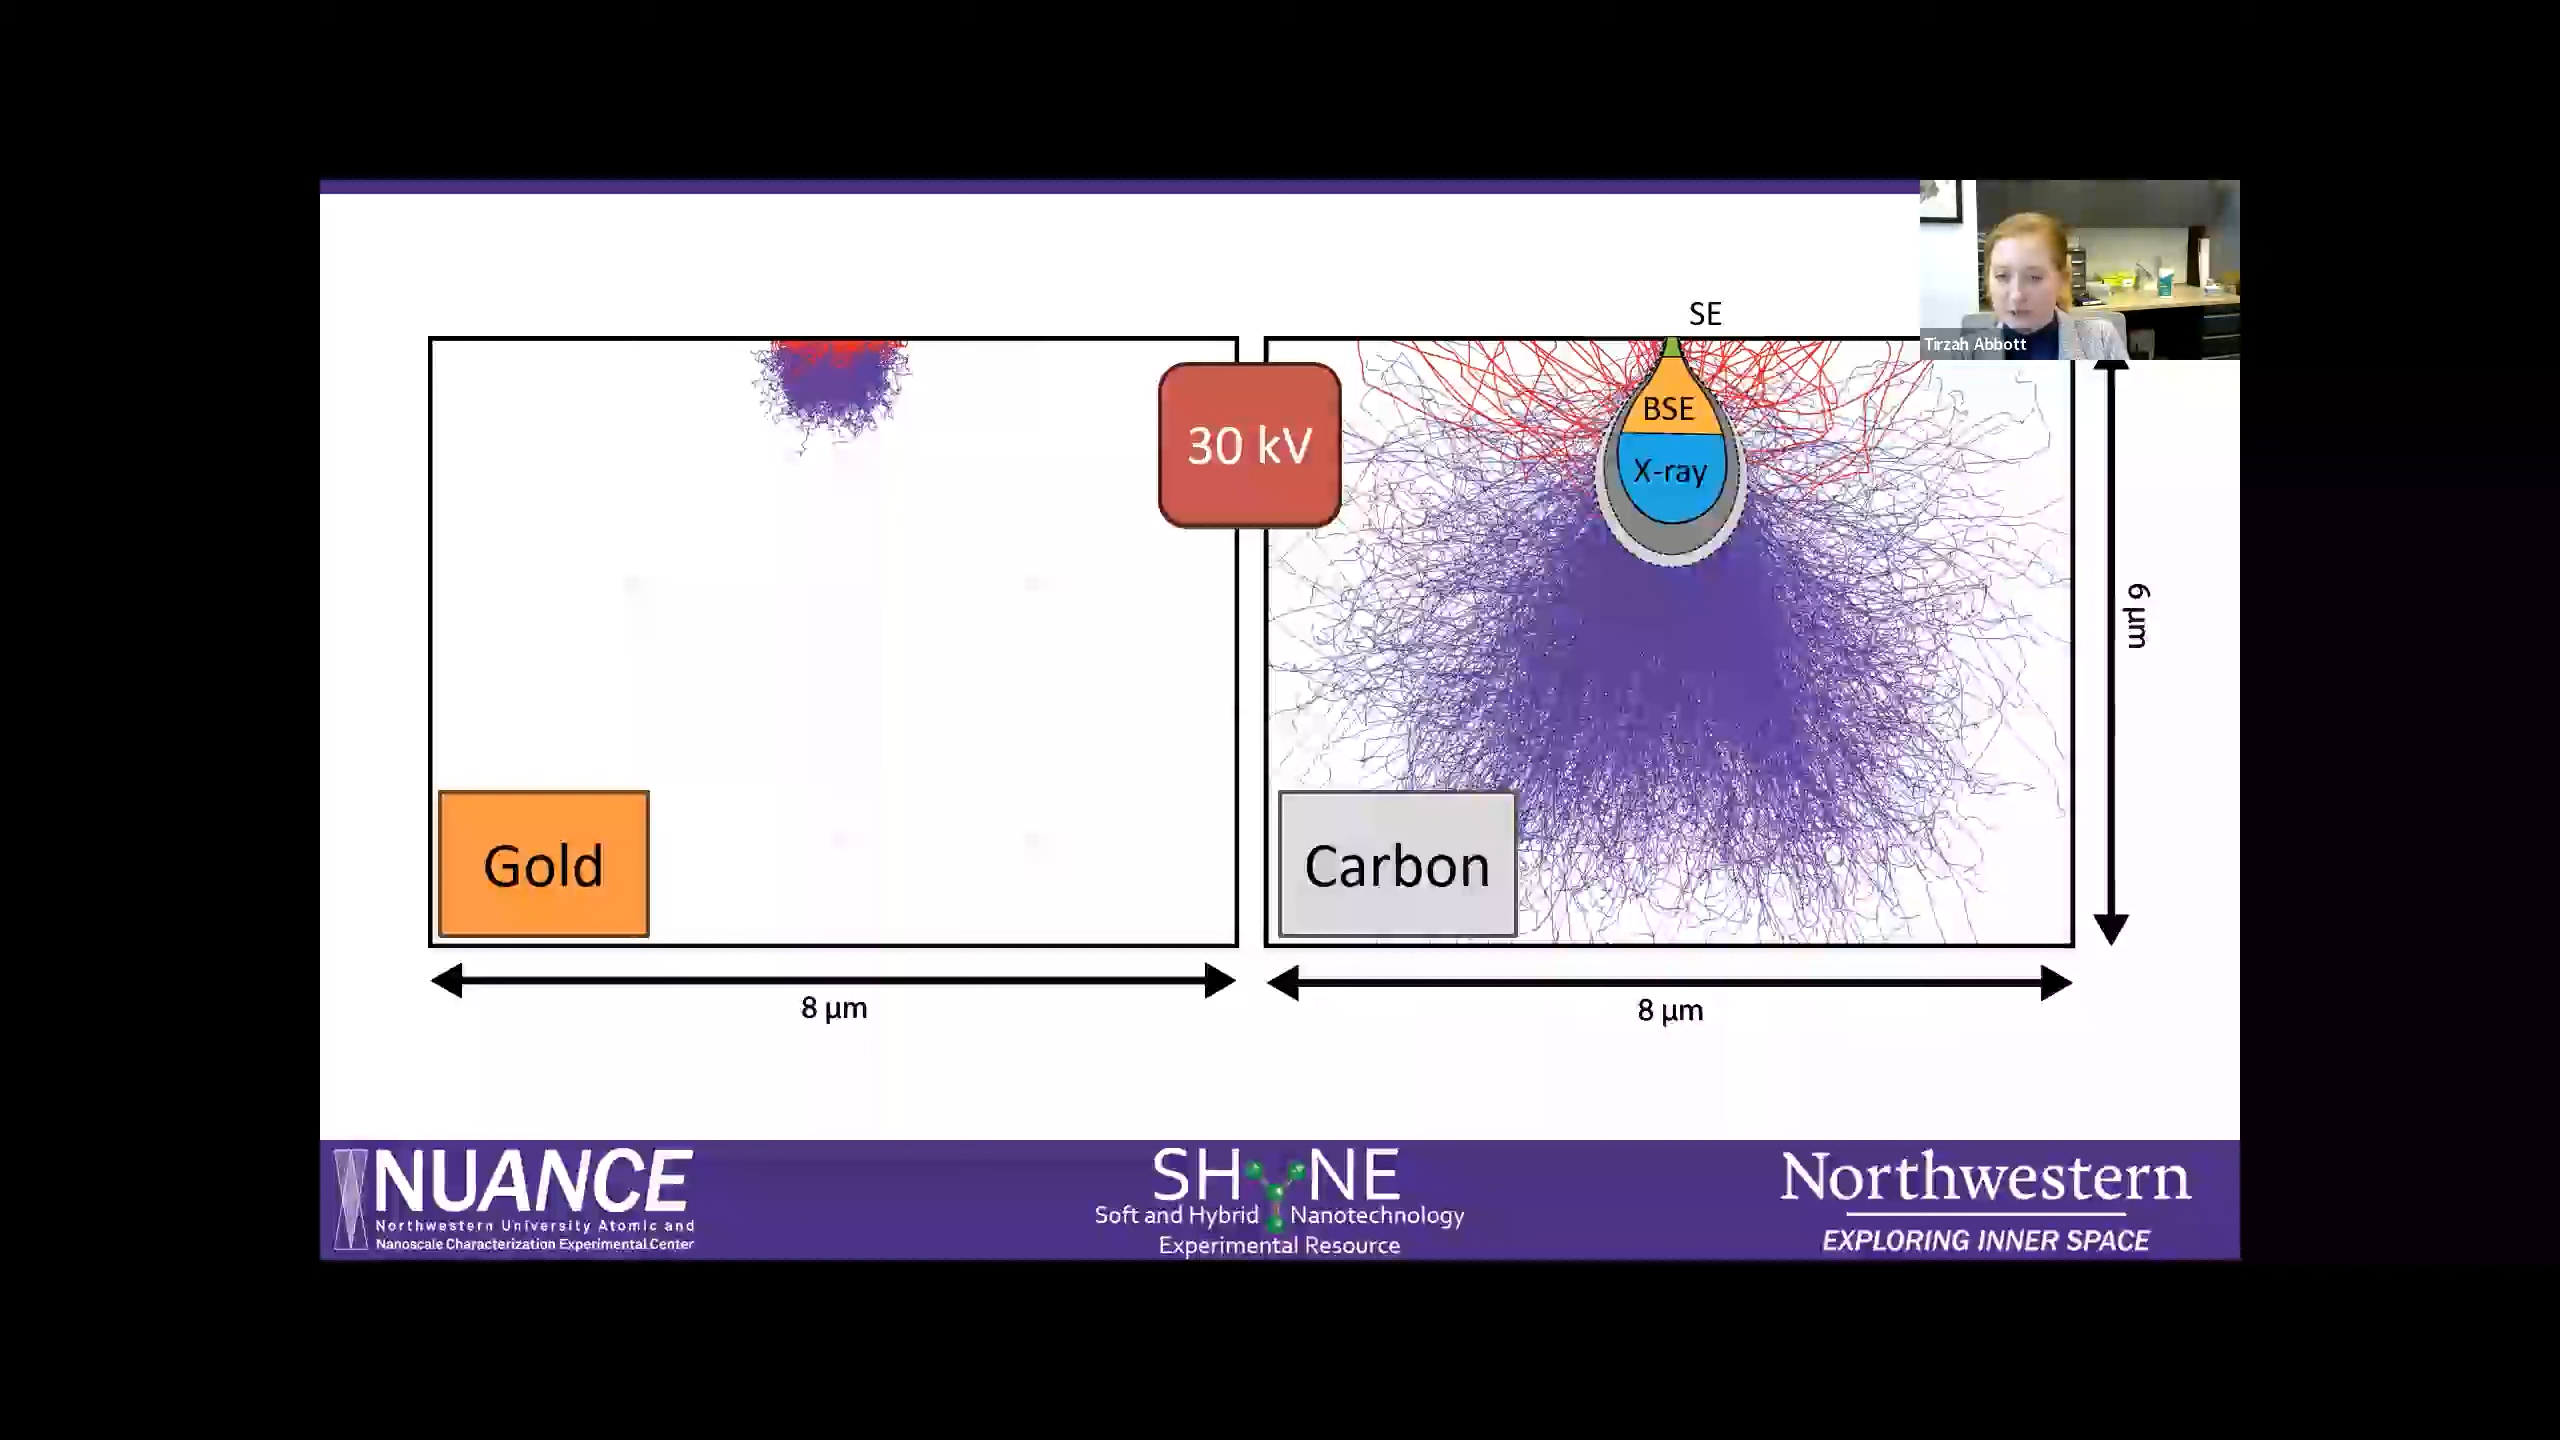 SE
Tirzah Abbott
30 kV
BSE
X-ray
6 µm
Gold
Carbon
8 µm
8 µm
NUANCE
Northwestern University Atomic and
Nanoscale Characterization Experimental Center
SHYNE
Soft and Hybrid Nanotechnology
Experimental Resource
Northwestern
EXPLORING INNER SPACE